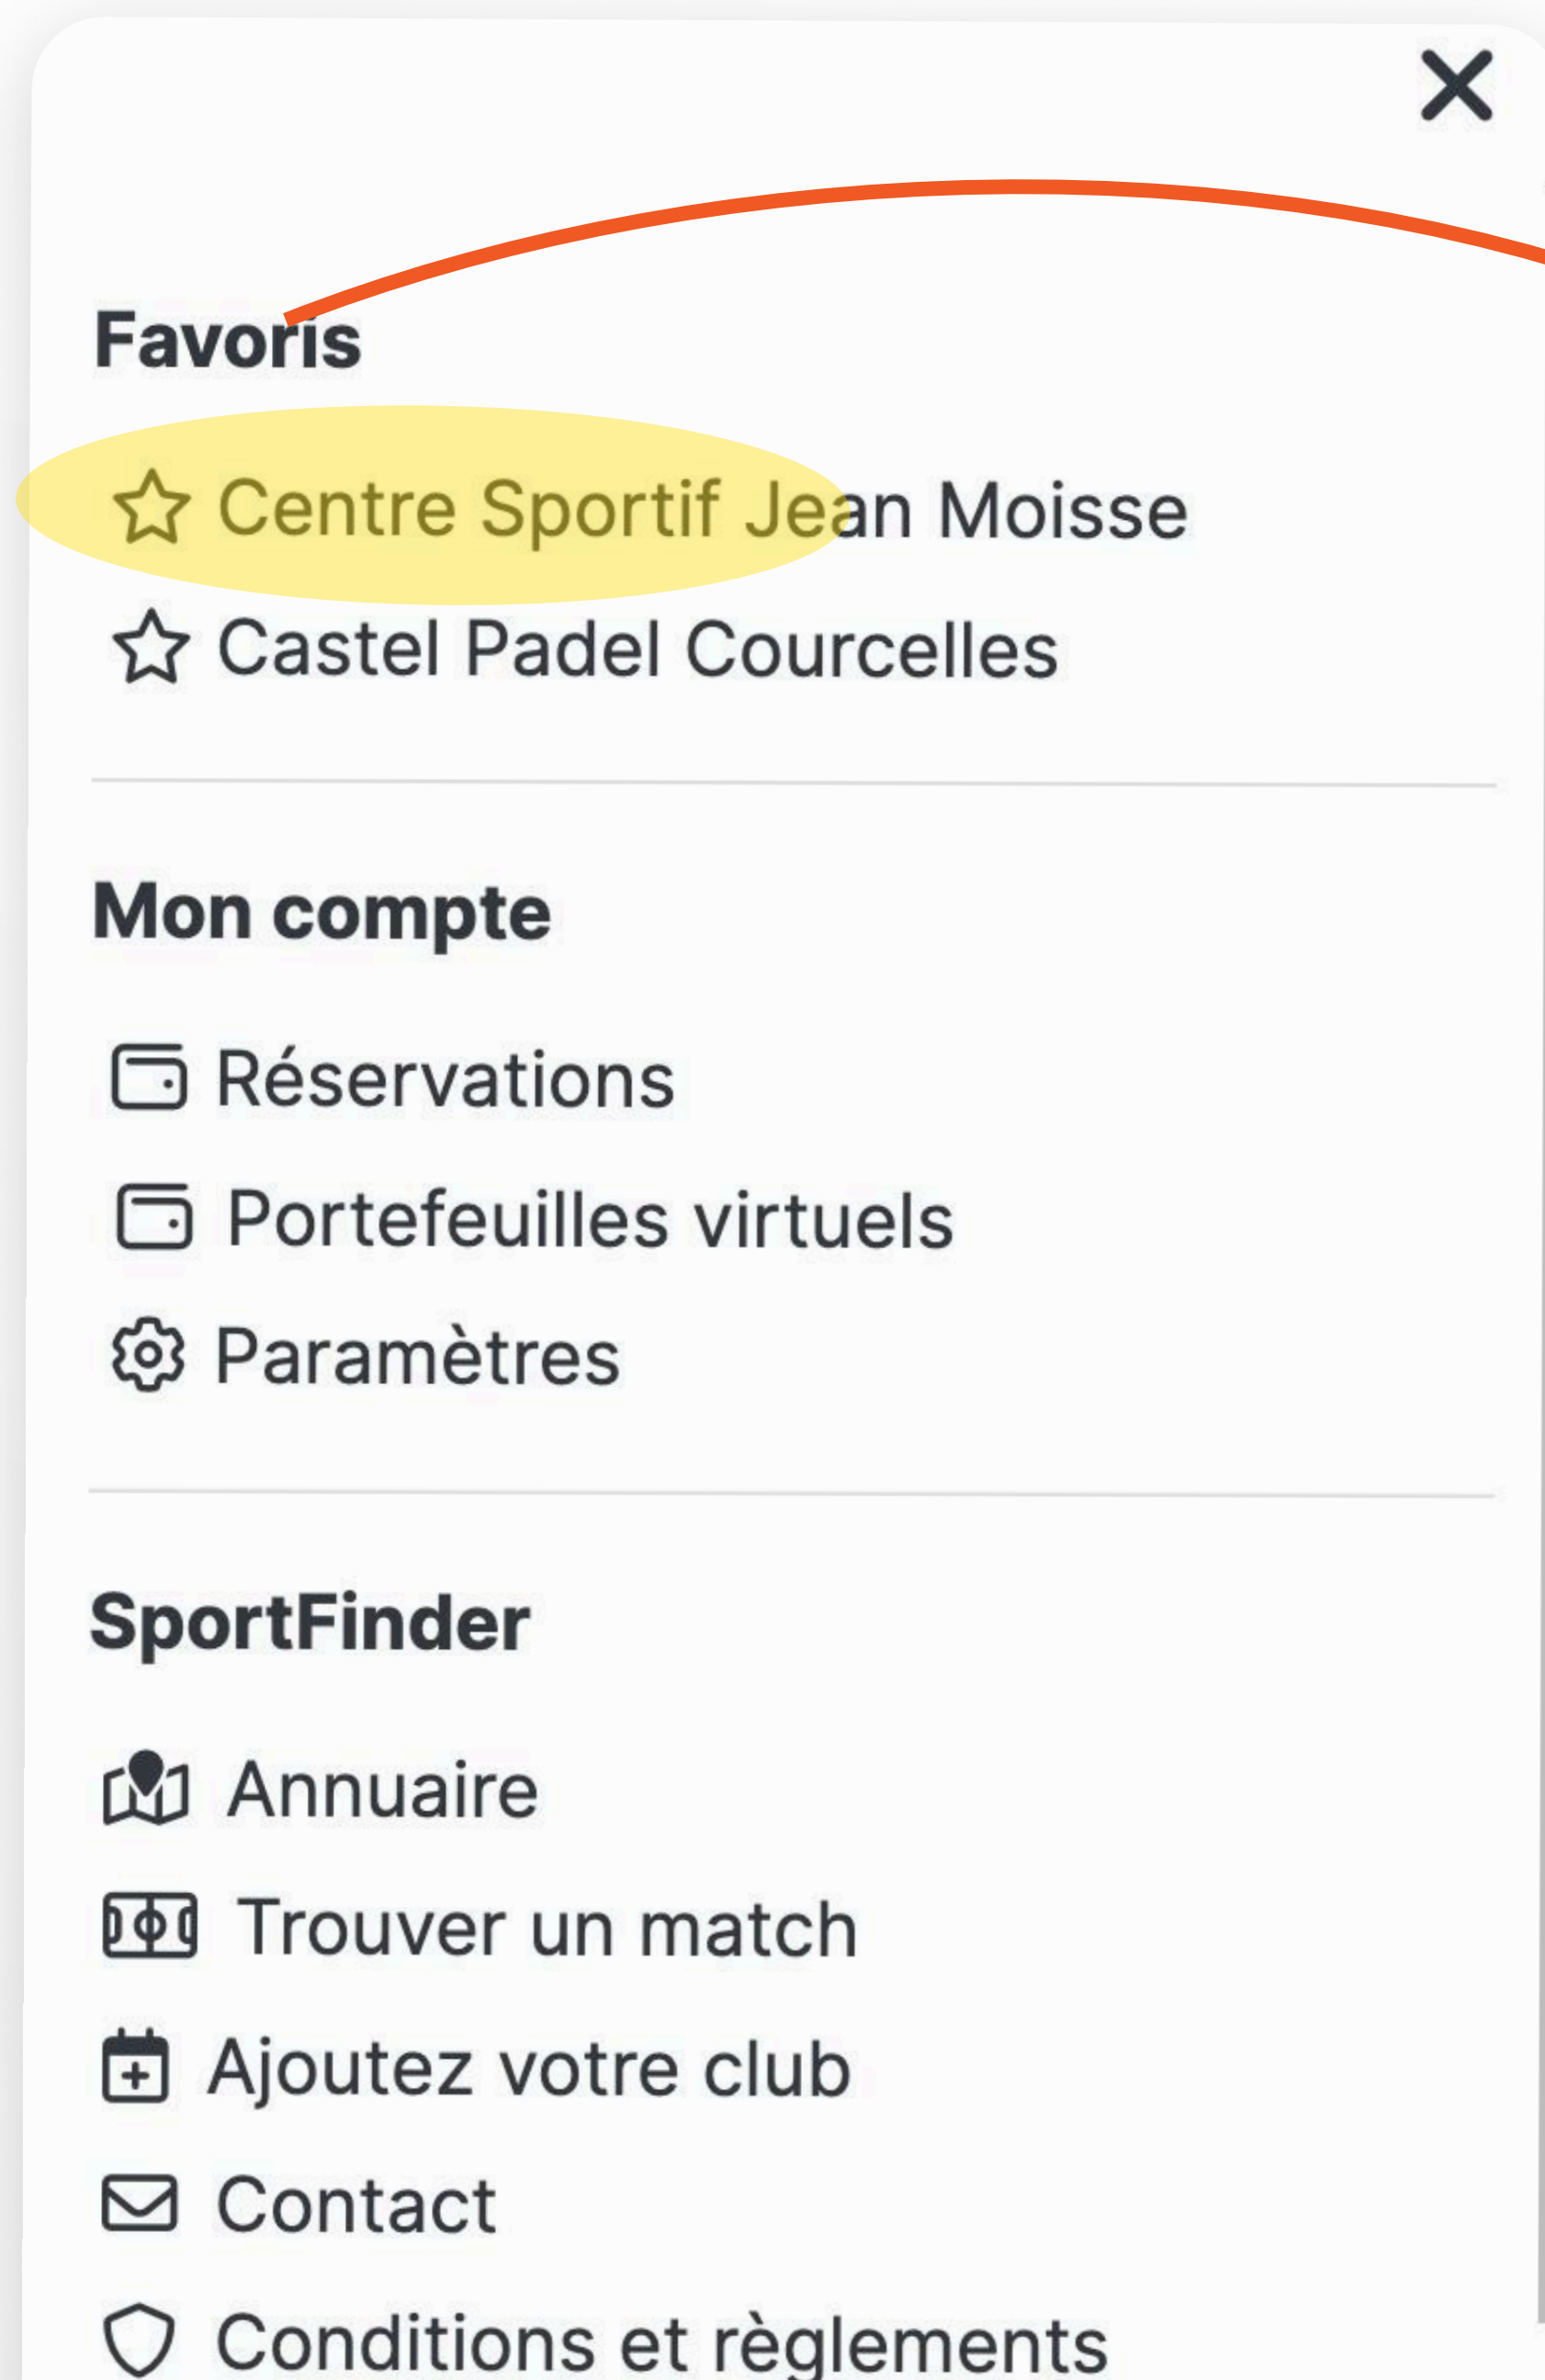 Favoris
Centre Sportif Jean Moisse
Castel Padel Courcelles
Mon compte
Réservations
Portefeuilles virtuels
Paramètres
SportFinder
Annuaire
Trouver un match
Ajoutez votre club
Contact
Conditions et règlements